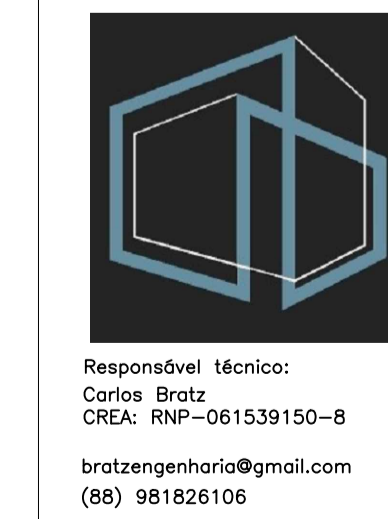 Responsável técnico:
Carlos Bratz
CREA: RNP-061539150-8
bratzengenharia@gmail.com
(88) 981826106